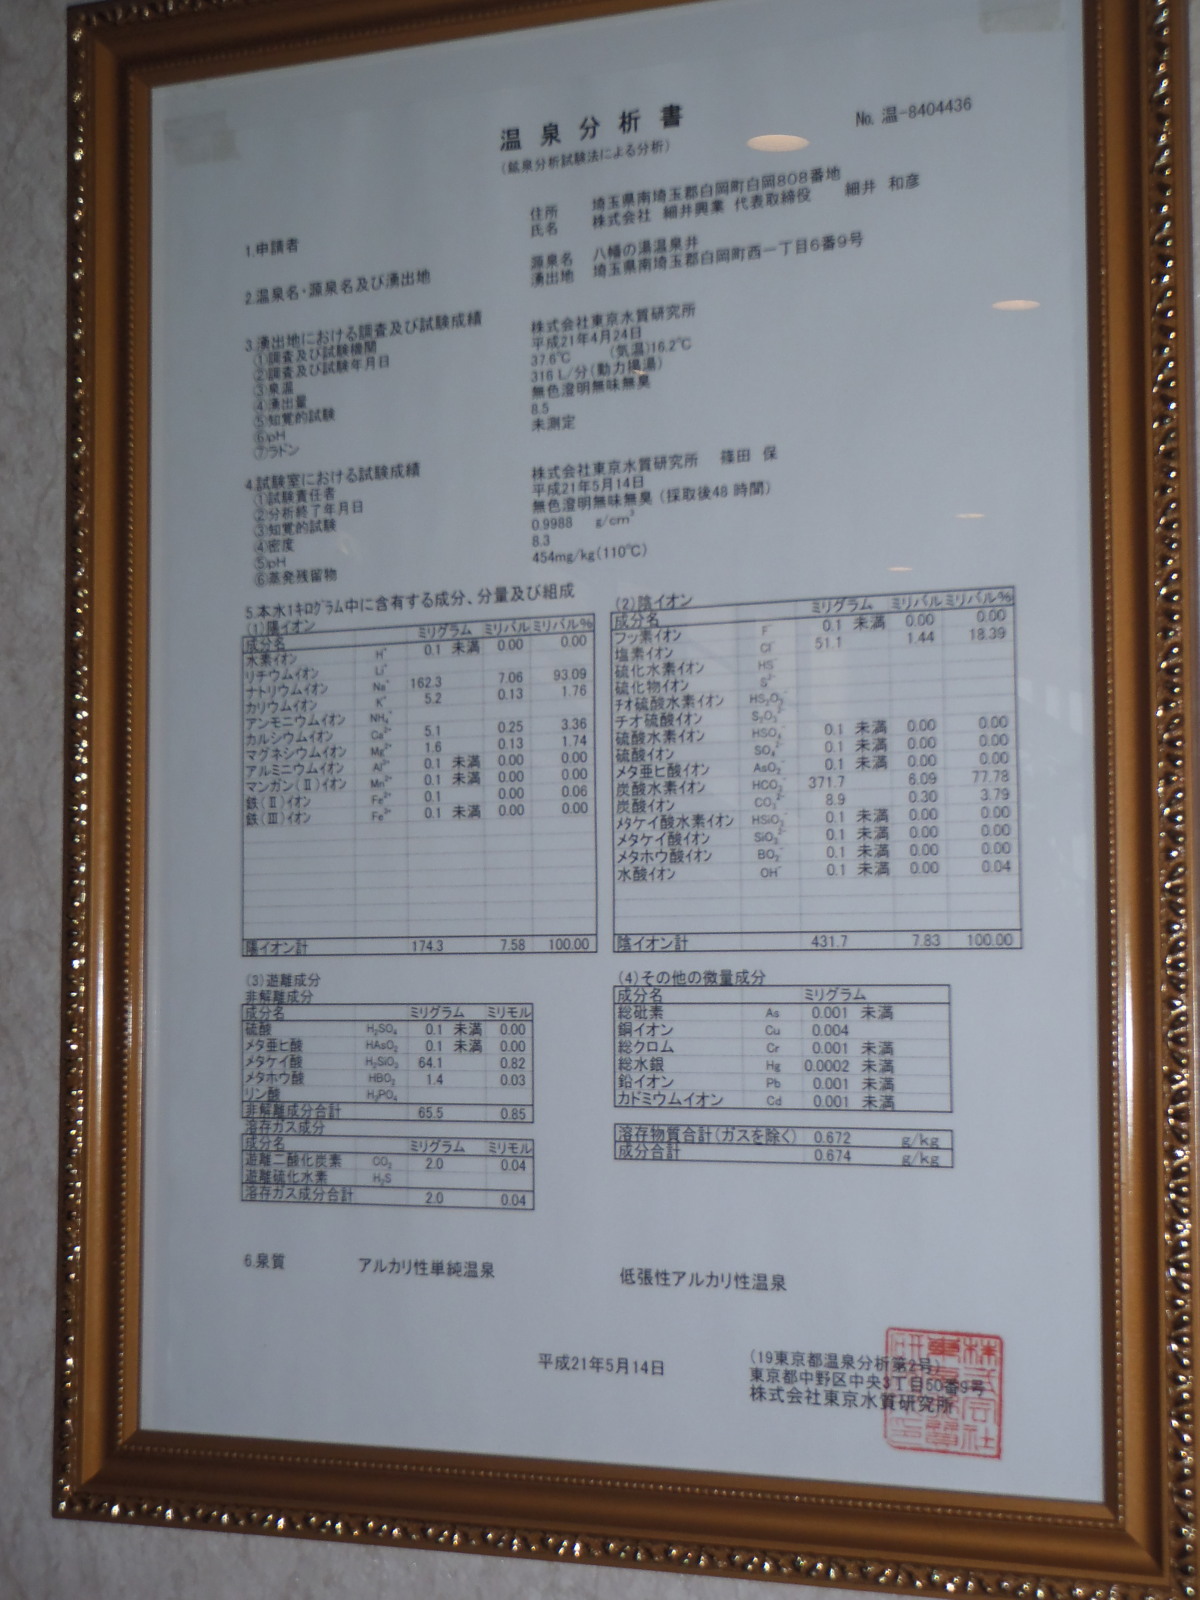 温泉分析書
(鉱泉分析試験法による分析)
No. 温-8404436
1.申請者
住所 埼玉県南埼玉郡白岡町白岡808番地
氏名 株式会社 細井興業 代表取締役 細井 和彦
2.温泉名・源泉名及び湧出地
源泉名 八幡の湯温泉井
湧出地 埼玉県南埼玉郡白岡町西一丁目6番9号
3.湧出地における調査及び試験成績
①調査及び試験機関 株式会社東京水質研究所
②調査及び試験年月日 平成21年4月24日
③泉温 37.6℃ (気温)16.2℃
④湧出量 316 L/分(動力揚湯)
⑤知覚的試験 無色澄明無味無臭
⑥pH 8.5
⑦ラドン 未測定
4.試験室における試験成績
①試験責任者 株式会社東京水質研究所 篠田 保
②分析終了年月日 平成21年5月14日
③知覚的試験 無色澄明無味無臭 (採取後48 時間)
④密度 0.9988 g/cm³
⑤pH 8.3
⑥蒸発残留物 454mg/kg(110℃)
5.本水1キログラム中に含有する成分、分量及び組成
(1)陽イオン
成分名 ミリグラム ミリバル ミリバル%
水素イオン H⁺ 0.1 未満 0.00 0.00
リチウムイオン Li⁺
ナトリウムイオン Na⁺ 162.3 7.06 93.09
カリウムイオン K⁺ 5.2 0.13 1.76
アンモニウムイオン NH₄⁺
カルシウムイオン Ca²⁺ 5.1 0.25 3.36
マグネシウムイオン Mg²⁺ 1.6 0.13 1.74
アルミニウムイオン Al³⁺ 0.1 未満 0.00 0.00
マンガン(Ⅱ)イオン Mn²⁺ 0.1 未満 0.00 0.00
鉄(Ⅱ)イオン Fe²⁺ 0.1 0.00 0.06
鉄(Ⅲ)イオン Fe³⁺ 0.1 未満 0.00 0.00
陽イオン計 174.3 7.58 100.00
(2)陰イオン
成分名 ミリグラム ミリバル ミリバル%
フッ素イオン F⁻ 0.1 未満 0.00 0.00
塩素イオン Cl⁻ 51.1 1.44 18.39
硫化水素イオン HS⁻
硫化物イオン S²⁻
チオ硫酸水素イオン HS₂O₃⁻
チオ硫酸イオン S₂O₃²⁻
硫酸水素イオン HSO₄⁻ 0.1 未満 0.00 0.00
硫酸イオン SO₄²⁻ 0.1 未満 0.00 0.00
メタ亜ヒ酸イオン AsO₂⁻ 0.1 未満 0.00 0.00
炭酸水素イオン HCO₃⁻ 371.7 6.09 77.78
炭酸イオン CO₃²⁻ 8.9 0.30 3.79
メタケイ酸水素イオン HSiO₃⁻ 0.1 未満 0.00 0.00
メタケイ酸イオン SiO₃²⁻ 0.1 未満 0.00 0.00
メタホウ酸イオン BO₂⁻ 0.1 未満 0.00 0.00
水酸イオン OH⁻ 0.1 未満 0.00 0.04
陰イオン計 431.7 7.83 100.00
(3)遊離成分
非解離成分
成分名 ミリグラム ミリモル
硫酸 H₂SO₄ 0.1 未満 0.00
メタ亜ヒ酸 HAsO₂ 0.1 未満 0.00
メタケイ酸 H₂SiO₃ 64.1 0.82
メタホウ酸 HBO₂ 1.4 0.03
リン酸 H₃PO₄
非解離成分合計 65.5 0.85
溶存ガス成分
成分名 ミリグラム ミリモル
遊離二酸化炭素 CO₂ 2.0 0.04
遊離硫化水素 H₂S
溶存ガス成分合計 2.0 0.04
(4)その他の微量成分
成分名 ミリグラム
総砒素 As 0.001 未満
銅イオン Cu 0.004
総クロム Cr 0.001 未満
総水銀 Hg 0.0002 未満
鉛イオン Pb 0.001 未満
カドミウムイオン Cd 0.001 未満
溶存物質合計(ガスを除く) 0.672 g/kg
成分合計 0.674 g/kg
6.泉質 アルカリ性単純温泉 低張性アルカリ性温泉
平成21年5月14日
(19東京都温泉分析第2号)
東京都中野区中央3丁目50番9号
株式会社東京水質研究所